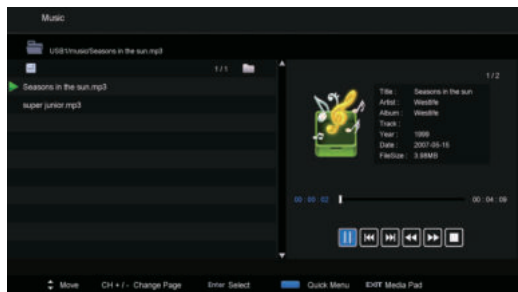 Music
USB1/music/Seasons in the sun.mp3
1/1
Seasons in the sun.mp3
super junior.mp3
1/2
Title : Seasons in the sun
Artist : Westlife
Album : Westlife
Track :
Year : 1999
Date : 2007-05-15
FileSize : 3.98MB
00 : 00 : 02
00 : 04 : 09
Move CH + / - Change Page Enter Select Quick Menu EXIT Media Pad